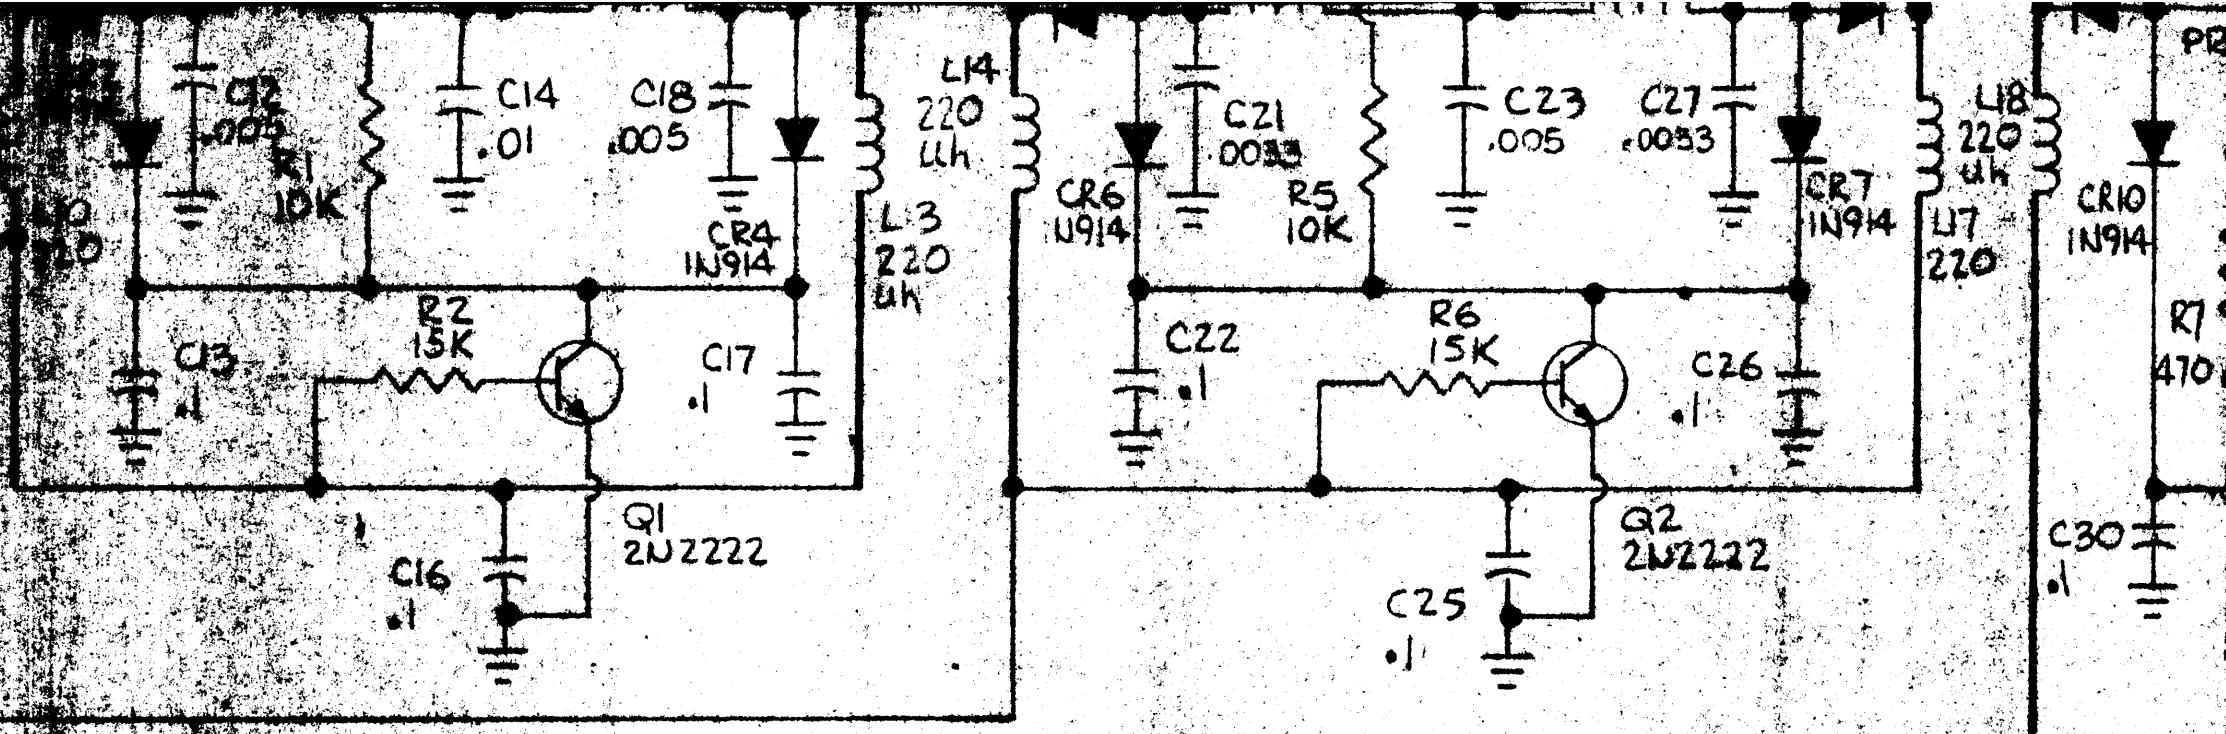 C12
.005
R1
10K
C14
.01
C18
.005
CR4
1N914
L13
220
uh
L14
220
uh
C13
.1
R2
15K
C17
.1
Q1
2N2222
C16
.1
CR6
1N914
C21
.0033
R5
10K
C23
.005
C27
.0033
CR7
1N914
L17
220
L18
220
uh
C22
.1
R6
15K
C26
.1
Q2
2N2222
C25
.1
CR10
1N914
R7
470
C30
.1